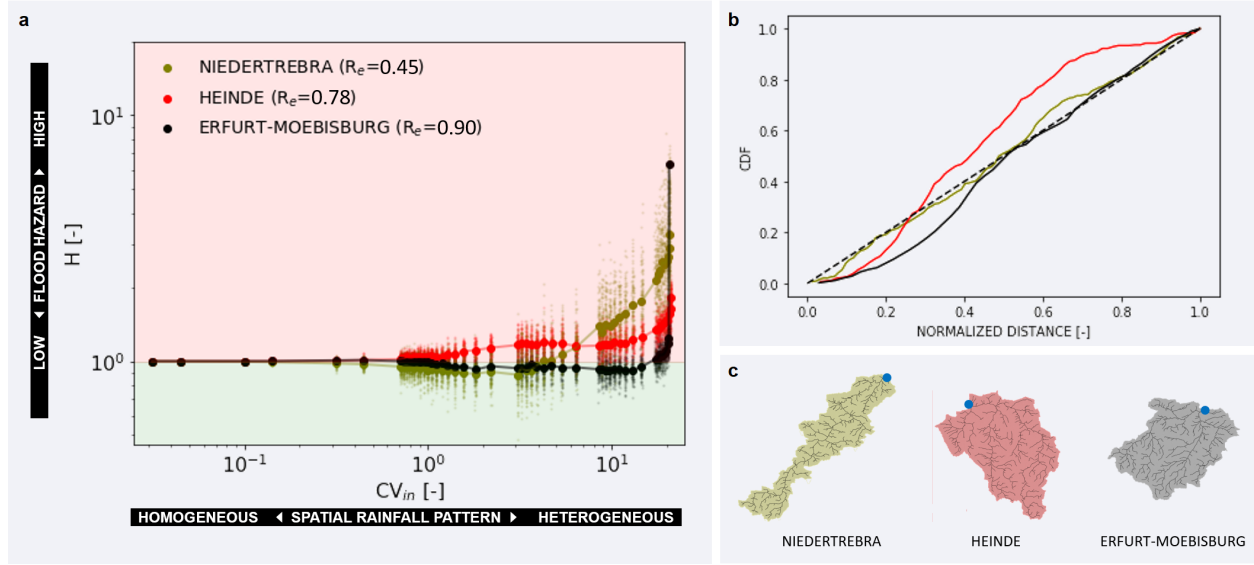 a
NIEDERTREBRA (Re=0.45)
HEINDE (Re=0.78)
ERFURT-MOEBISBURG (Re=0.90)
10¹
10⁰
H [-]
LOW ◄ FLOOD HAZARD ► HIGH
10⁻¹
10⁰
10¹
CVin [-]
HOMOGENEOUS ◄ SPATIAL RAINFALL PATTERN ► HETEROGENEOUS
b
1.0
0.8
0.6
0.4
0.2
0.0
CDF
0.0 0.2 0.4 0.6 0.8 1.0
NORMALIZED DISTANCE [-]
c
NIEDERTREBRA
HEINDE
ERFURT-MOEBISBURG